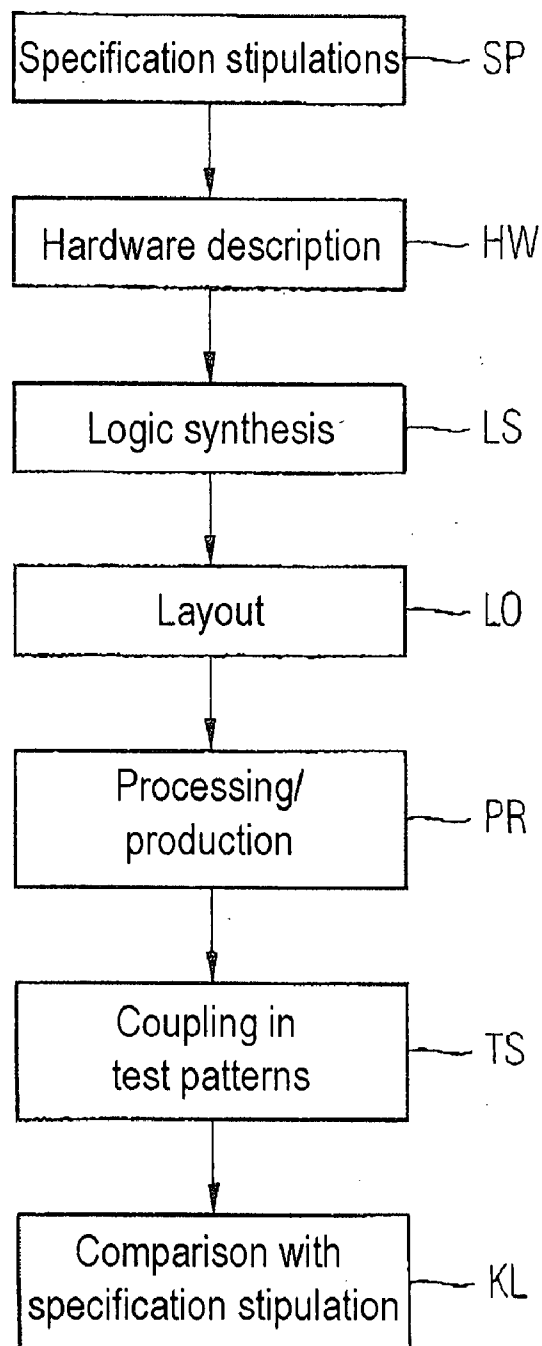 Specification stipulations SP
Hardware description HW
Logic synthesis LS
Layout LO
Processing/
production PR
Coupling in
test patterns TS
Comparison with
specification stipulation KL